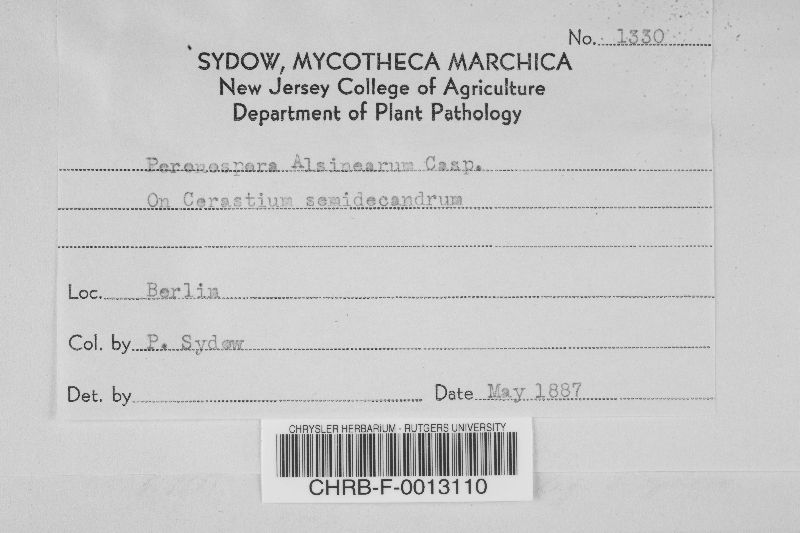 No. 1330
SYDOW, MYCOTHECA MARCHICA
New Jersey College of Agriculture
Department of Plant Pathology
Peronospera Alsinearum Casp.
On Cerastium semidecandrum
Loc. Berlin
Col. by P. Sydow
Det. by Date May 1887
CHRYSLER HERBARIUM - RUTGERS UNIVERSITY
CHRB-F-0013110